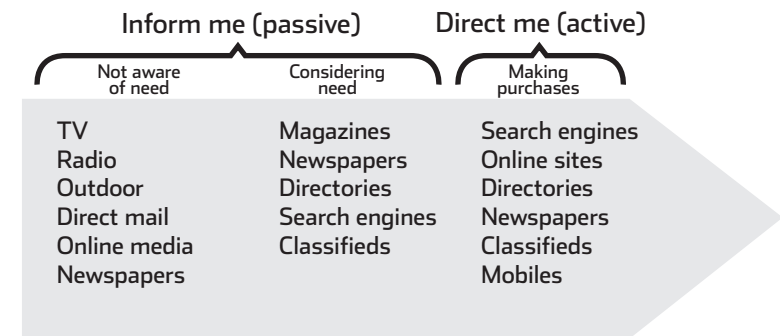 Inform me (passive)
Direct me (active)
Not aware
of need
Considering
need
Making
purchases
TV
Radio
Outdoor
Direct mail
Online media
Newspapers
Magazines
Newspapers
Directories
Search engines
Classifieds
Search engines
Online sites
Directories
Newspapers
Classifieds
Mobiles